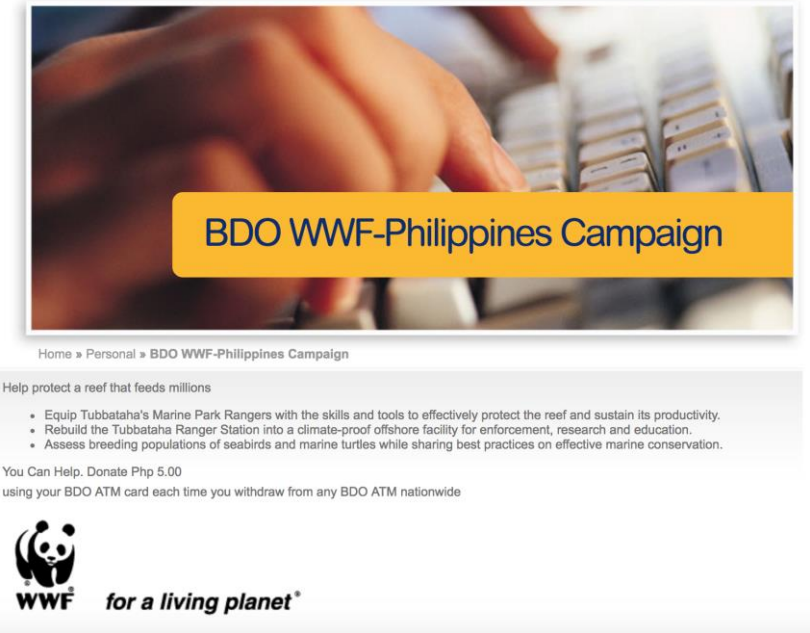 BDO WWF-Philippines Campaign
Home » Personal » BDO WWF-Philippines Campaign
Help protect a reef that feeds millions
• Equip Tubbataha's Marine Park Rangers with the skills and tools to effectively protect the reef and sustain its productivity.
• Rebuild the Tubbataha Ranger Station into a climate-proof offshore facility for enforcement, research and education.
• Assess breeding populations of seabirds and marine turtles while sharing best practices on effective marine conservation.
You Can Help. Donate Php 5.00
using your BDO ATM card each time you withdraw from any BDO ATM nationwide
©®
WWF for a living planet®